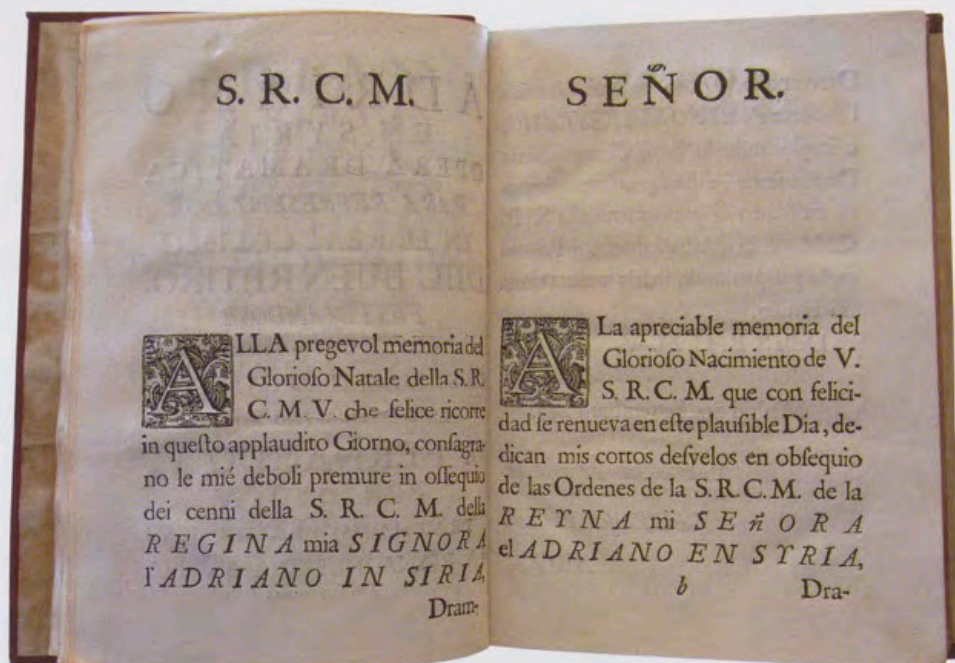 S. R. C. M.
ALLA pregevol memoria del
Glorioſo Natale della S. R.
C. M. V. che felice ricorre
in queſto applaudito Giorno, conſagra-
no le mié deboli premure in oſſequio
dei cenni della S. R. C. M. della
REGINA mia SIGNORA
l'ADRIANO IN SIRIA,
Dram-
SEÑOR.
A La apreciable memoria del
Glorioſo Nacimiento de V.
S. R. C. M. que con felici-
dad ſe renueva en eſte plauſible Dia, de-
dican mis cortos deſvelos en obſequio
de las Ordenes de la S. R. C. M. de la
REYNA mi SEñORA
el ADRIANO EN SYRIA,
b Dra-